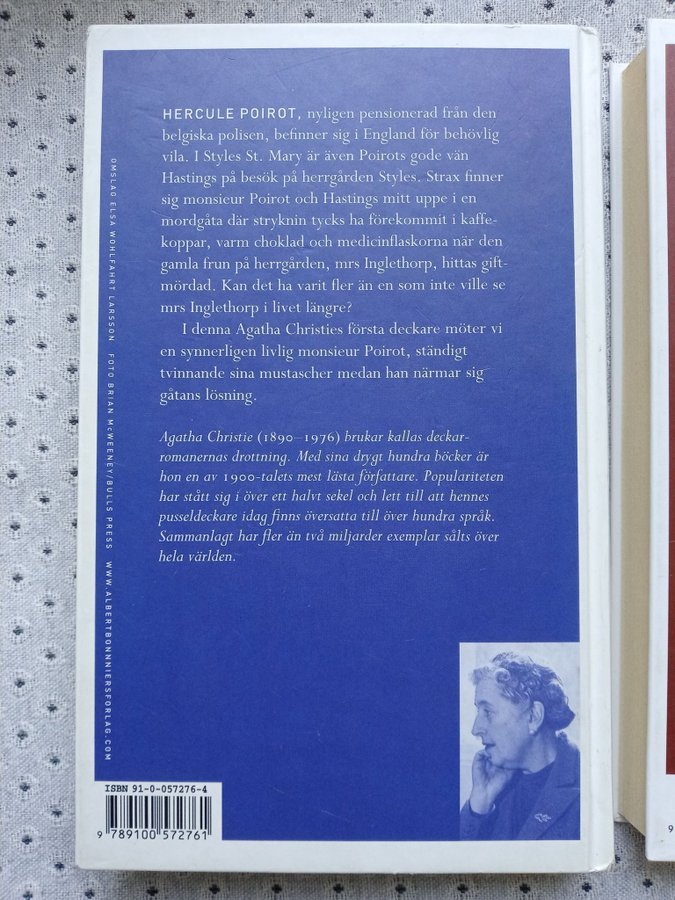 HERCULE POIROT, nyligen pensionerad från den
belgiska polisen, befinner sig i England för behövlig
vila. I Styles St. Mary är även Poirots gode vän
Hastings på besök på herrgården Styles. Strax finner
sig monsieur Poirot och Hastings mitt uppe i en
mordgåta där stryknin tycks ha förekommit i kaffe-
koppar, varm choklad och medicinflaskorna när den
gamla frun på herrgården, mrs Inglethorp, hittas gift-
mördad. Kan det ha varit fler än en som inte ville se
mrs Inglethorp i livet längre?
I denna Agatha Christies första deckare möter vi
en synnerligen livlig monsieur Poirot, ständigt
tvinnande sina mustascher medan han närmar sig
gåtans lösning.
Agatha Christie (1890–1976) brukar kallas deckar-
romanernas drottning. Med sina drygt hundra böcker är
hon en av 1900-talets mest lästa författare. Populariteten
har stått sig i över ett halvt sekel och lett till att hennes
pusseldeckare idag finns översatta till över hundra språk.
Sammanlagt har fler än två miljarder exemplar sålts över
hela världen.
OMSLAG ELSA WOHLFAHRT LARSSON FOTO BRIAN McWEENEY/BULLS PRESS WWW.ALBERTBONNIERSFORLAG.COM
ISBN 91-0-057276-4
9 789100 572761
9